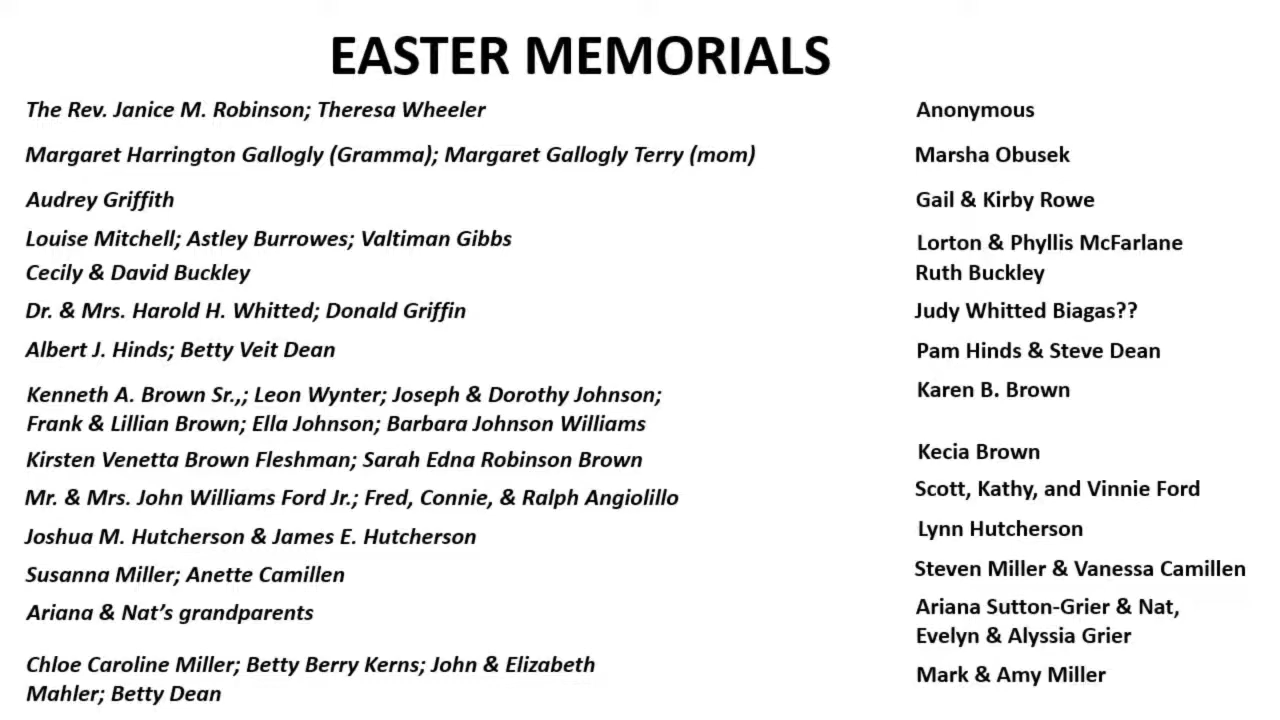 EASTER MEMORIALS
The Rev. Janice M. Robinson; Theresa Wheeler Anonymous
Margaret Harrington Gallogly (Gramma); Margaret Gallogly Terry (mom) Marsha Obusek
Audrey Griffith Gail & Kirby Rowe
Louise Mitchell; Astley Burrowes; Valtiman Gibbs Lorton & Phyllis McFarlane
Cecily & David Buckley Ruth Buckley
Dr. & Mrs. Harold H. Whitted; Donald Griffin Judy Whitted Biagas??
Albert J. Hinds; Betty Veit Dean Pam Hinds & Steve Dean
Kenneth A. Brown Sr.,; Leon Wynter; Joseph & Dorothy Johnson; Karen B. Brown
Frank & Lillian Brown; Ella Johnson; Barbara Johnson Williams
Kirsten Venetta Brown Fleshman; Sarah Edna Robinson Brown Kecia Brown
Mr. & Mrs. John Williams Ford Jr.; Fred, Connie, & Ralph Angiolillo Scott, Kathy, and Vinnie Ford
Joshua M. Hutcherson & James E. Hutcherson Lynn Hutcherson
Susanna Miller; Anette Camillen Steven Miller & Vanessa Camillen
Ariana & Nat's grandparents Ariana Sutton-Grier & Nat,
Evelyn & Alyssia Grier
Chloe Caroline Miller; Betty Berry Kerns; John & Elizabeth Mark & Amy Miller
Mahler; Betty Dean